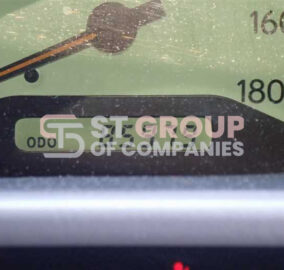 160
180
ST GROUP
OF COMPANIES
ODO